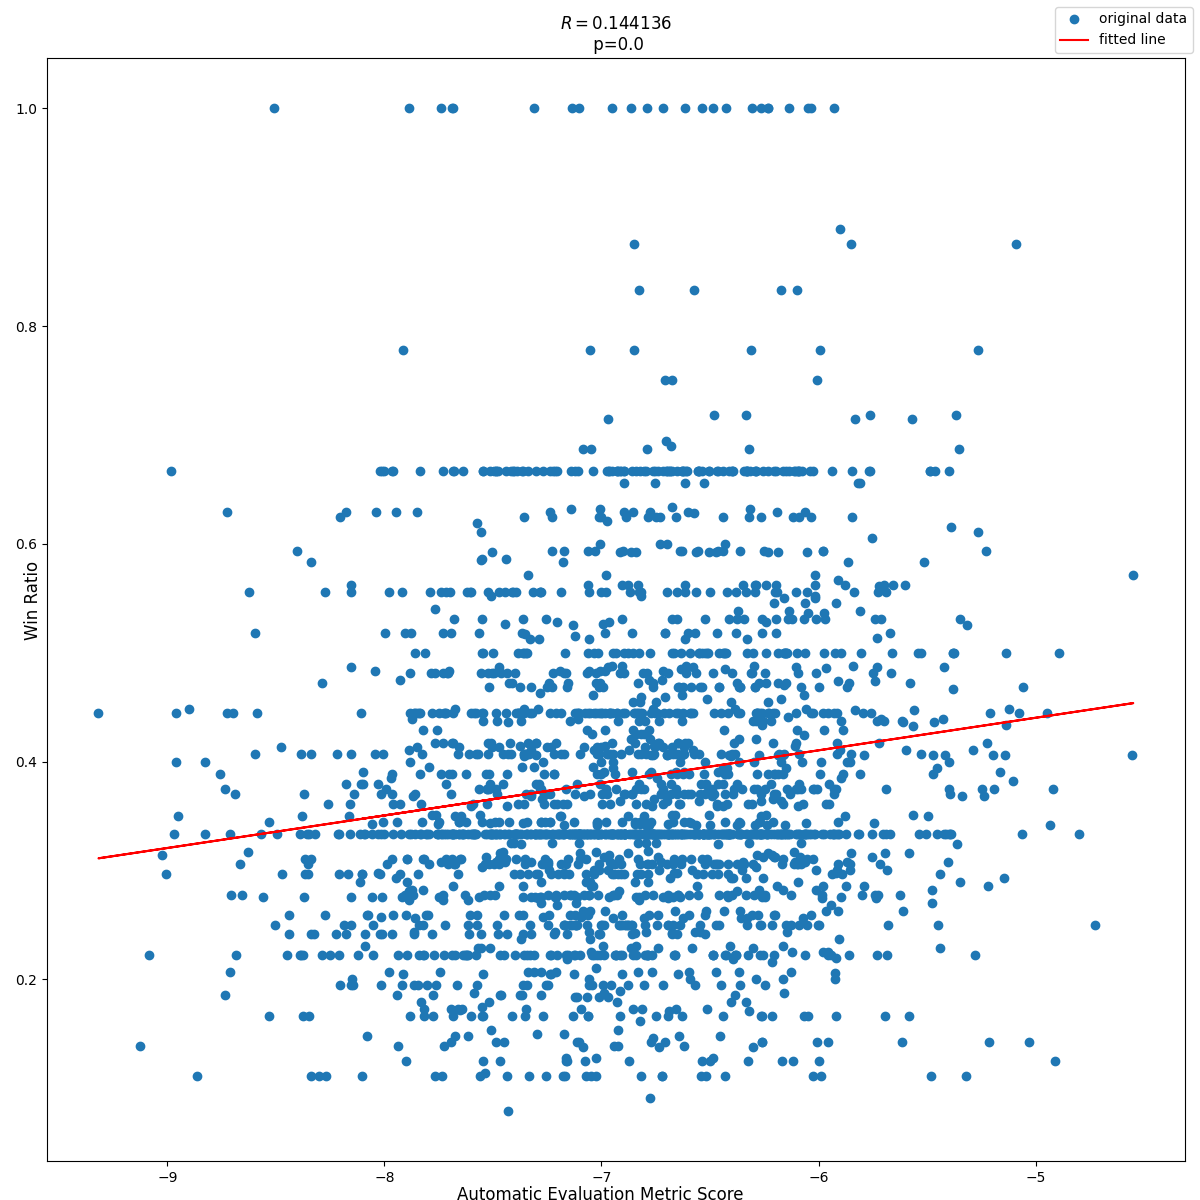 R = 0.144136
p=0.0
original data
fitted line
1.0
0.8
0.6
0.4
0.2
Win Ratio
−9
−8
−7
−6
−5
Automatic Evaluation Metric Score